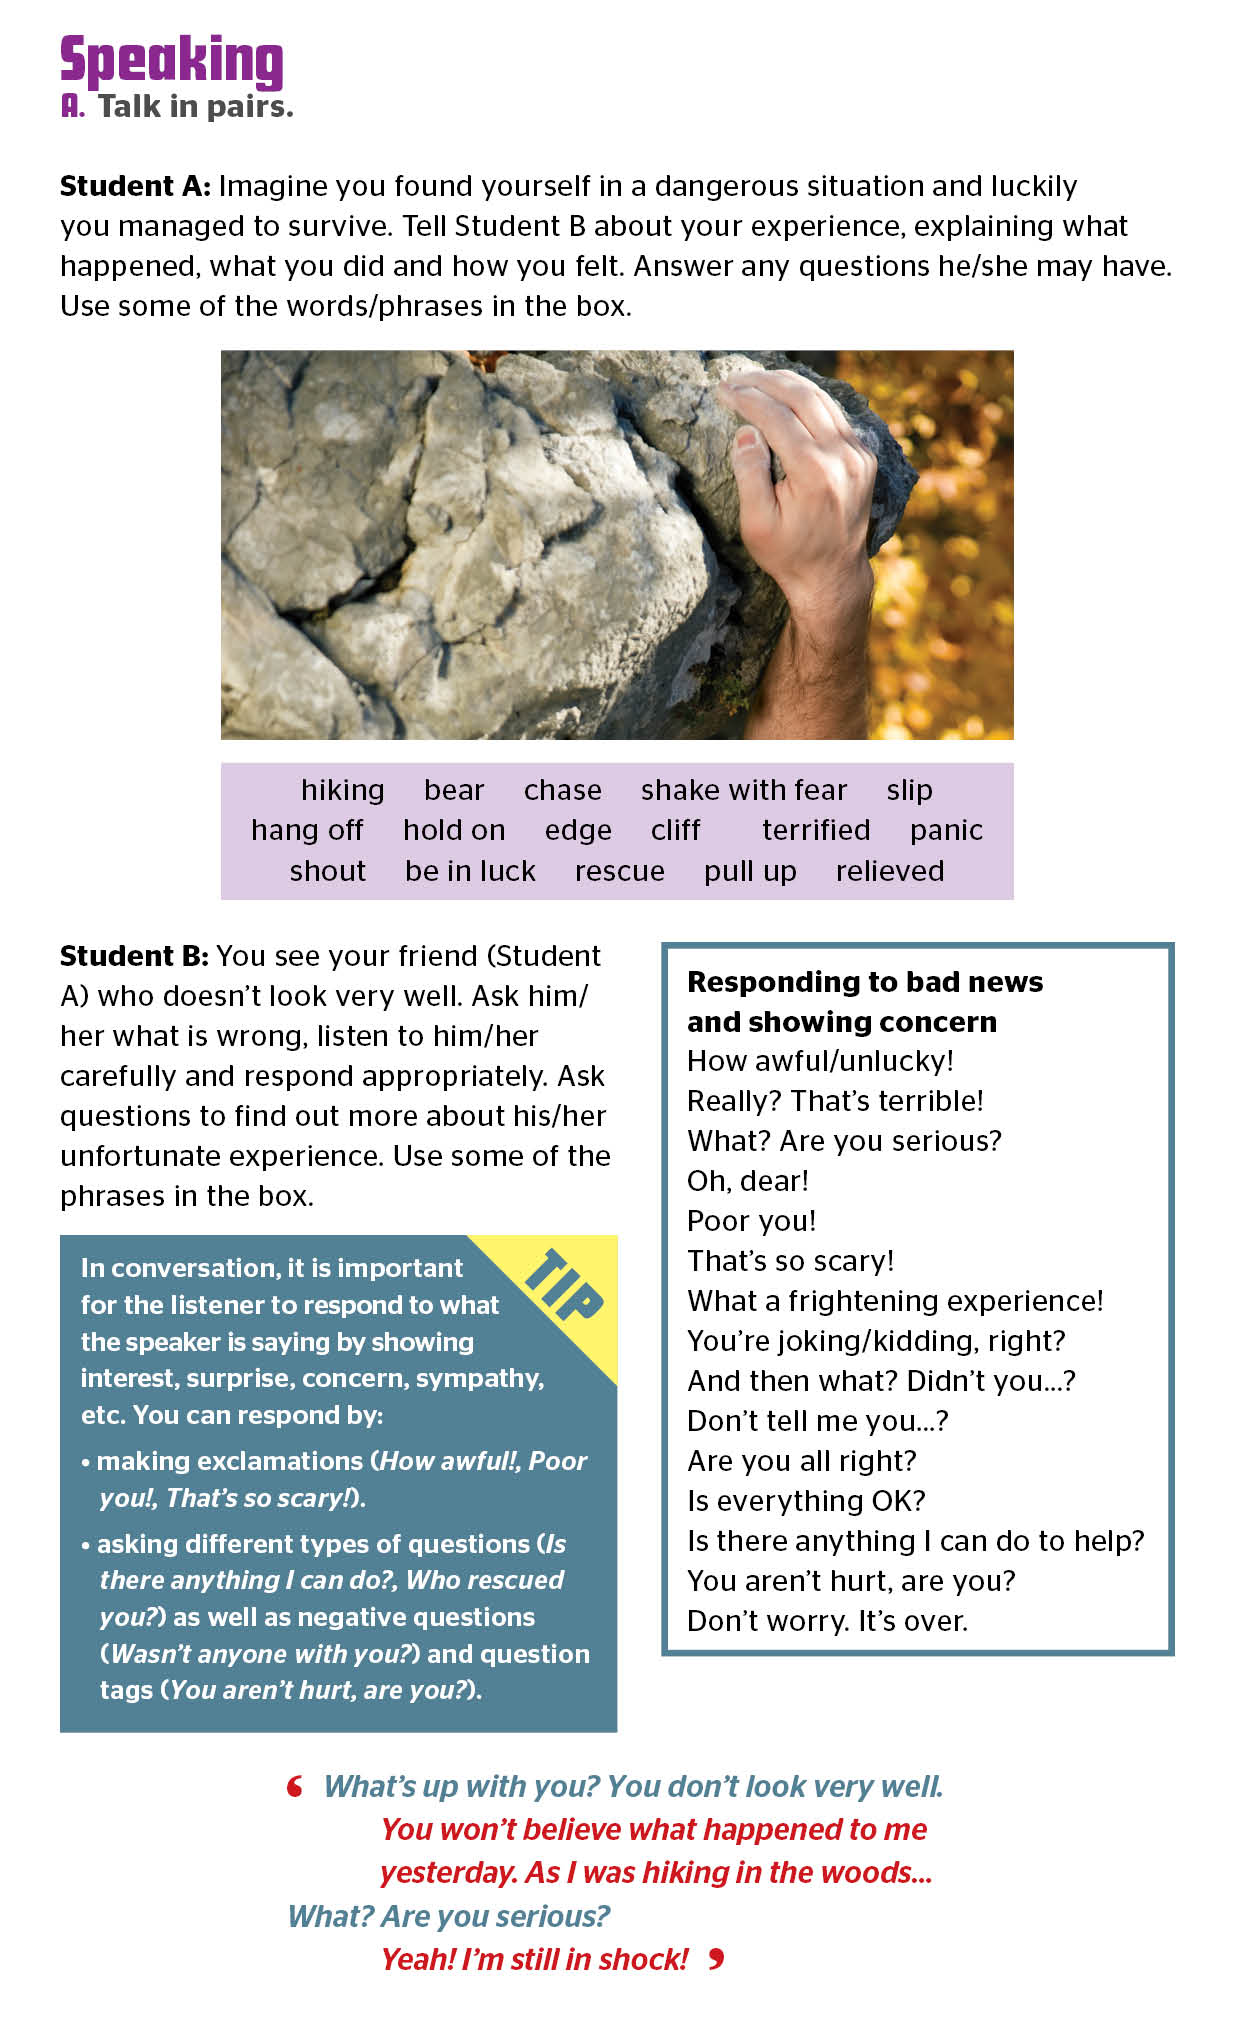 Speaking
A. Talk in pairs.
Student A: Imagine you found yourself in a dangerous situation and luckily
you managed to survive. Tell Student B about your experience, explaining what
happened, what you did and how you felt. Answer any questions he/she may have.
Use some of the words/phrases in the box.
hiking bear chase shake with fear slip
hang off hold on edge cliff terrified panic
shout be in luck rescue pull up relieved
Student B: You see your friend (Student
A) who doesn't look very well. Ask him/
her what is wrong, listen to him/her
carefully and respond appropriately. Ask
questions to find out more about his/her
unfortunate experience. Use some of the
phrases in the box.
TIP
In conversation, it is important
for the listener to respond to what
the speaker is saying by showing
interest, surprise, concern, sympathy,
etc. You can respond by:
• making exclamations (How awful!, Poor
you!, That's so scary!).
• asking different types of questions (Is
there anything I can do?, Who rescued
you?) as well as negative questions
(Wasn't anyone with you?) and question
tags (You aren't hurt, are you?).
Responding to bad news
and showing concern
How awful/unlucky!
Really? That's terrible!
What? Are you serious?
Oh, dear!
Poor you!
That's so scary!
What a frightening experience!
You're joking/kidding, right?
And then what? Didn't you...?
Don't tell me you...?
Are you all right?
Is everything OK?
Is there anything I can do to help?
You aren't hurt, are you?
Don't worry. It's over.
‘ What's up with you? You don't look very well.
You won't believe what happened to me
yesterday. As I was hiking in the woods...
What? Are you serious?
Yeah! I'm still in shock! ’